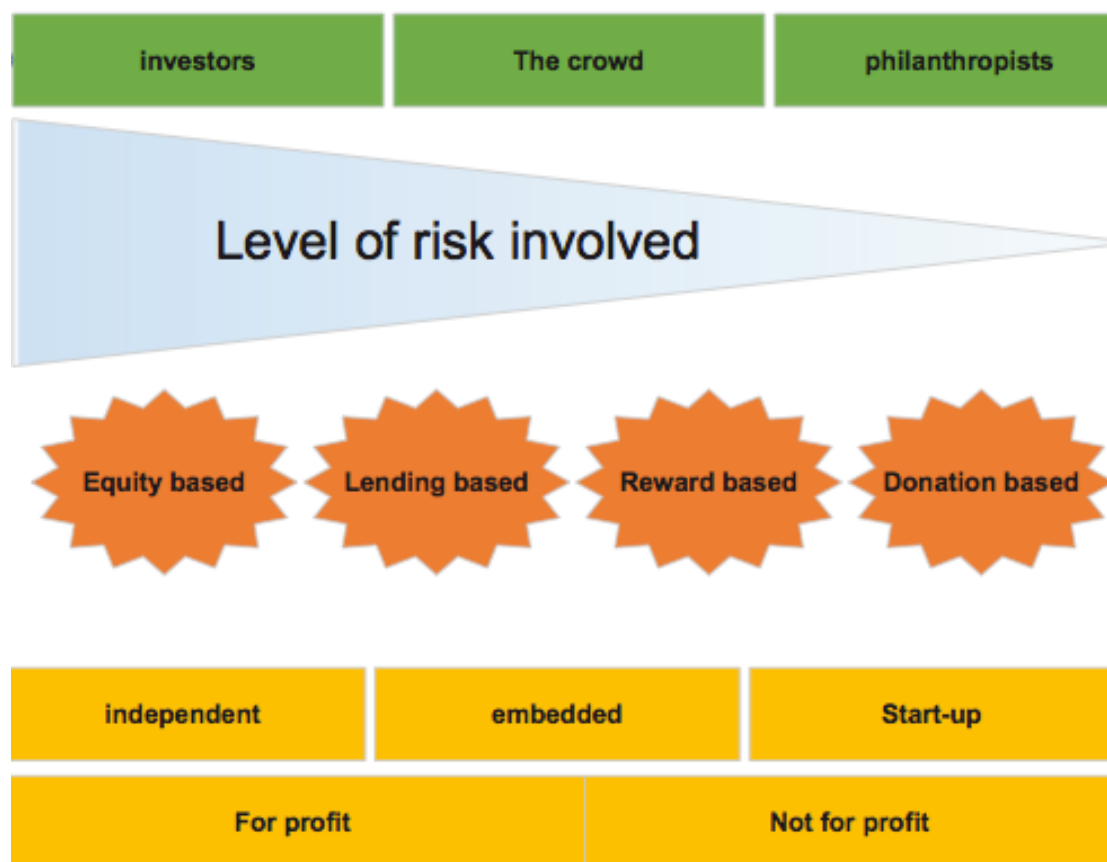 investors
The crowd
philanthropists
Level of risk involved
Equity based
Lending based
Reward based
Donation based
independent
embedded
Start-up
For profit
Not for profit